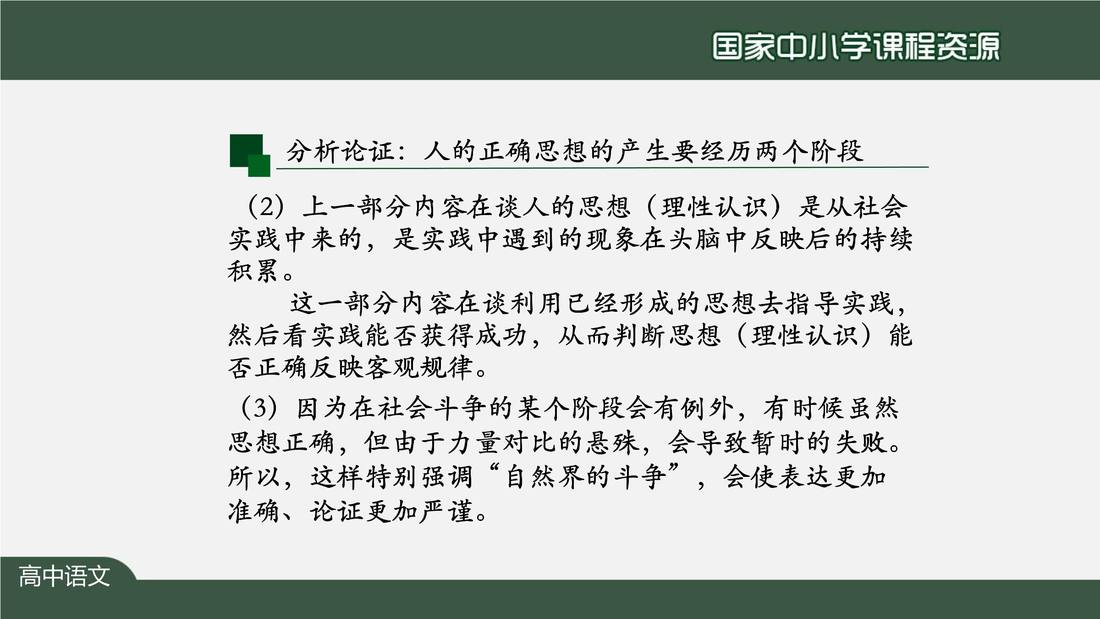 国家中小学课程资源
分析论证：人的正确思想的产生要经历两个阶段
（2）上一部分内容在谈人的思想（理性认识）是从社会
实践中来的，是实践中遇到的现象在头脑中反映后的持续
积累。
这一部分内容在谈利用已经形成的思想去指导实践，
然后看实践能否获得成功，从而判断思想（理性认识）能
否正确反映客观规律。
（3）因为在社会斗争的某个阶段会有例外，有时候虽然
思想正确，但由于力量对比的悬殊，会导致暂时的失败。
所以，这样特别强调“自然界的斗争”，会使表达更加
准确、论证更加严谨。
高中语文